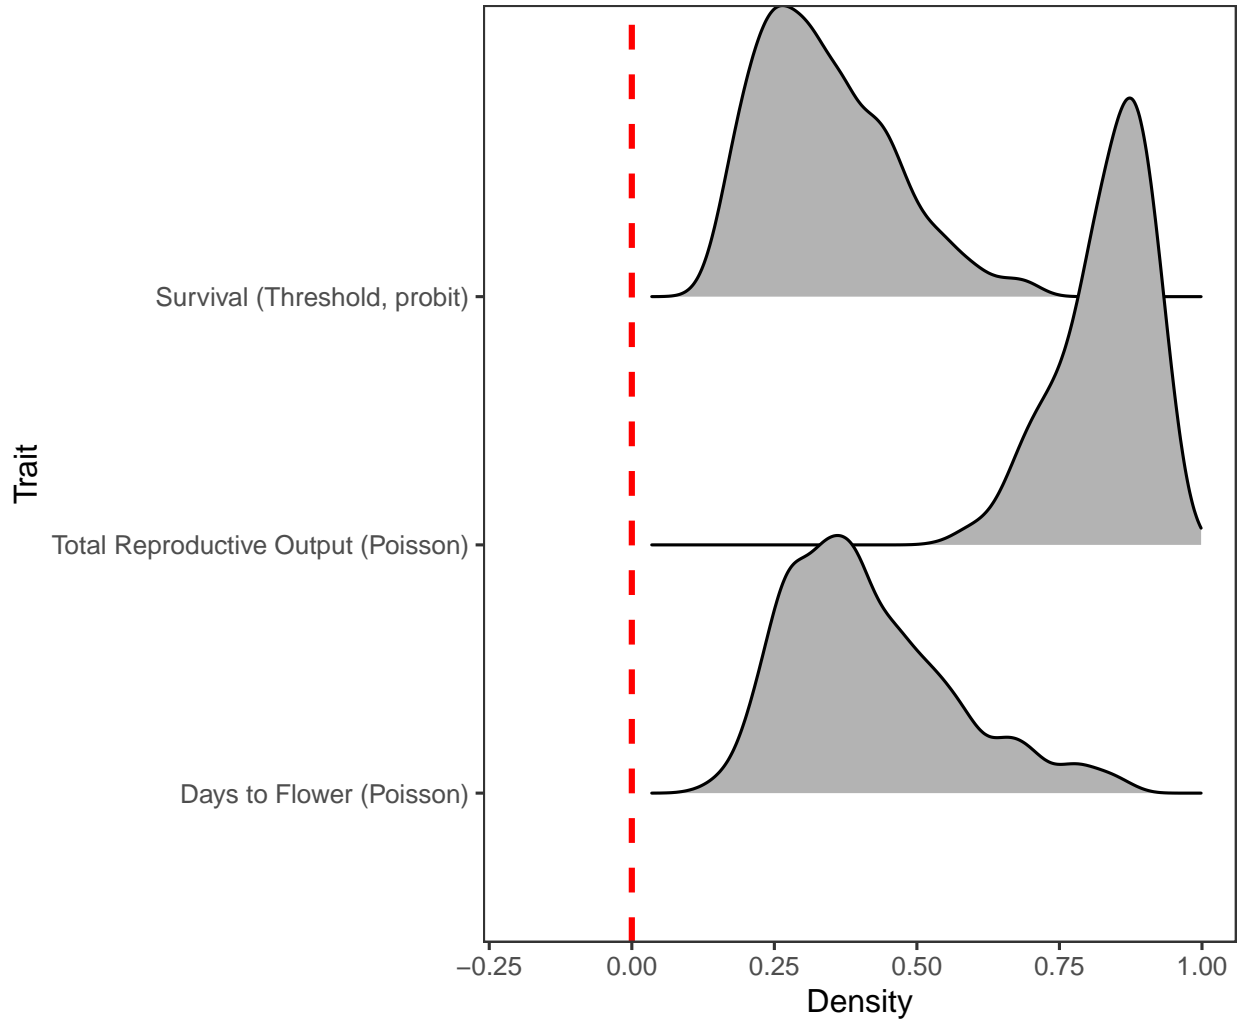 Trait
Survival (Threshold, probit)
Total Reproductive Output (Poisson)
Days to Flower (Poisson)
−0.25 0.00 0.25 0.50 0.75 1.00
Density